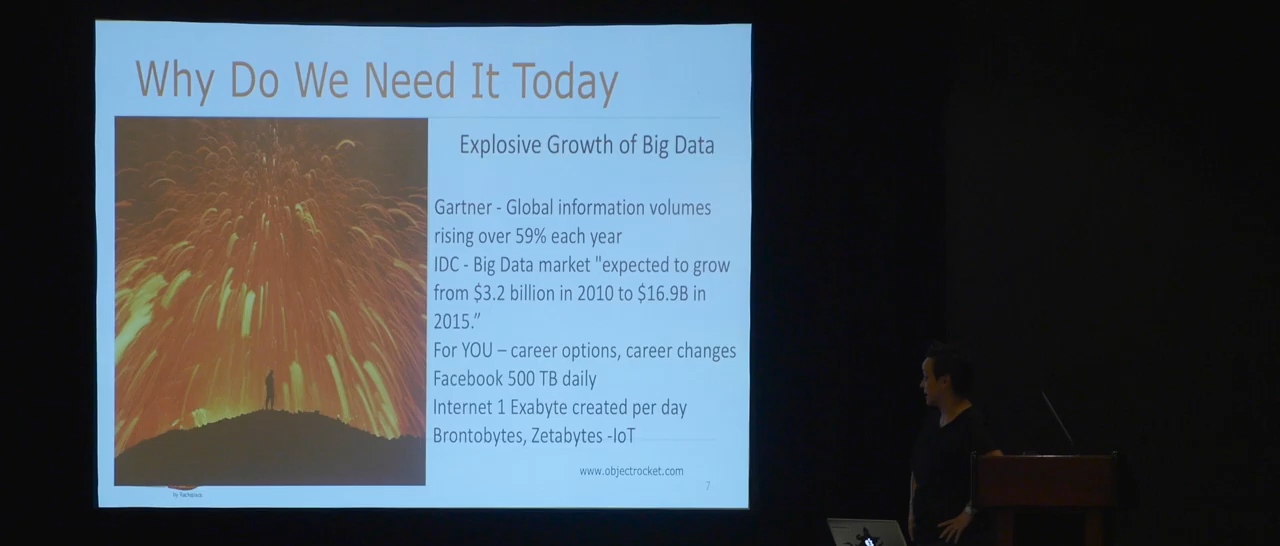 Why Do We Need It Today
Explosive Growth of Big Data
Gartner - Global information volumes
rising over 59% each year
IDC - Big Data market "expected to grow
from $3.2 billion in 2010 to $16.9B in
2015.”
For YOU – career options, career changes
Facebook 500 TB daily
Internet 1 Exabyte created per day
Brontobytes, Zetabytes -IoT
www.objectrocket.com
7
by Rackspace